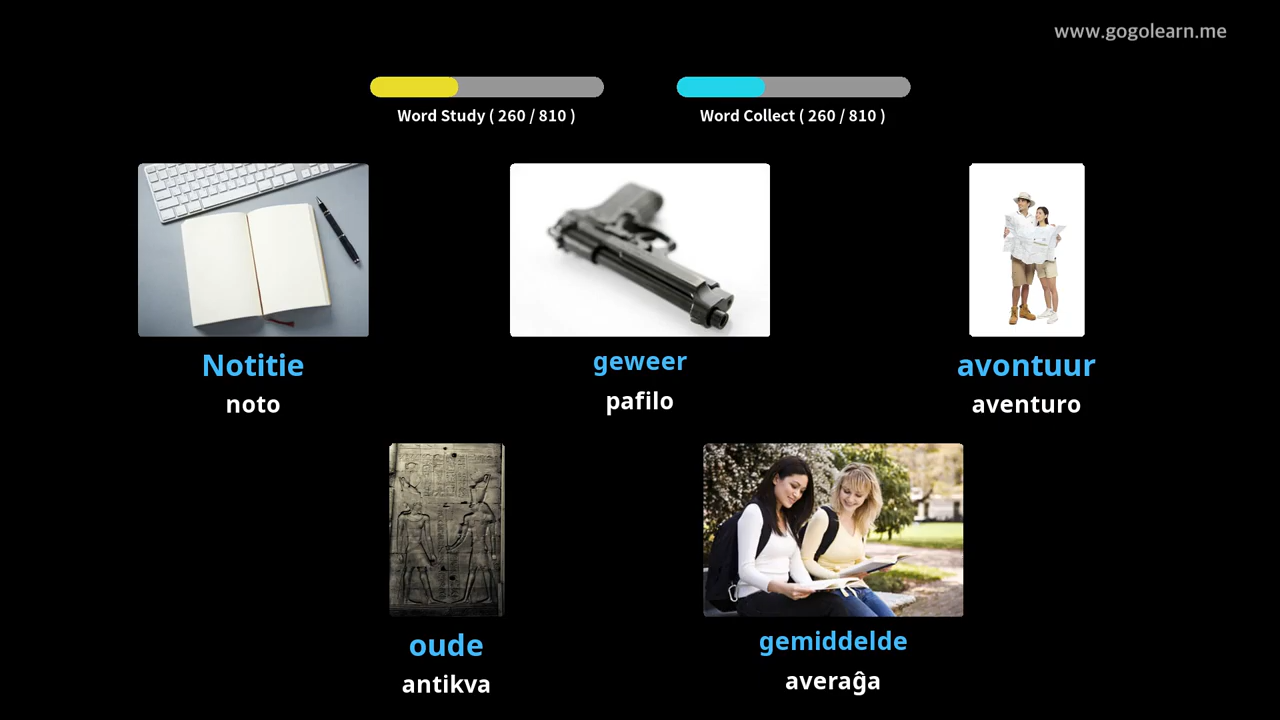 www.gogolearn.me
Word Study ( 260 / 810 )
Word Collect ( 260 / 810 )
Notitie
noto
geweer
pafilo
avontuur
aventuro
oude
antikva
gemiddelde
averaĝa